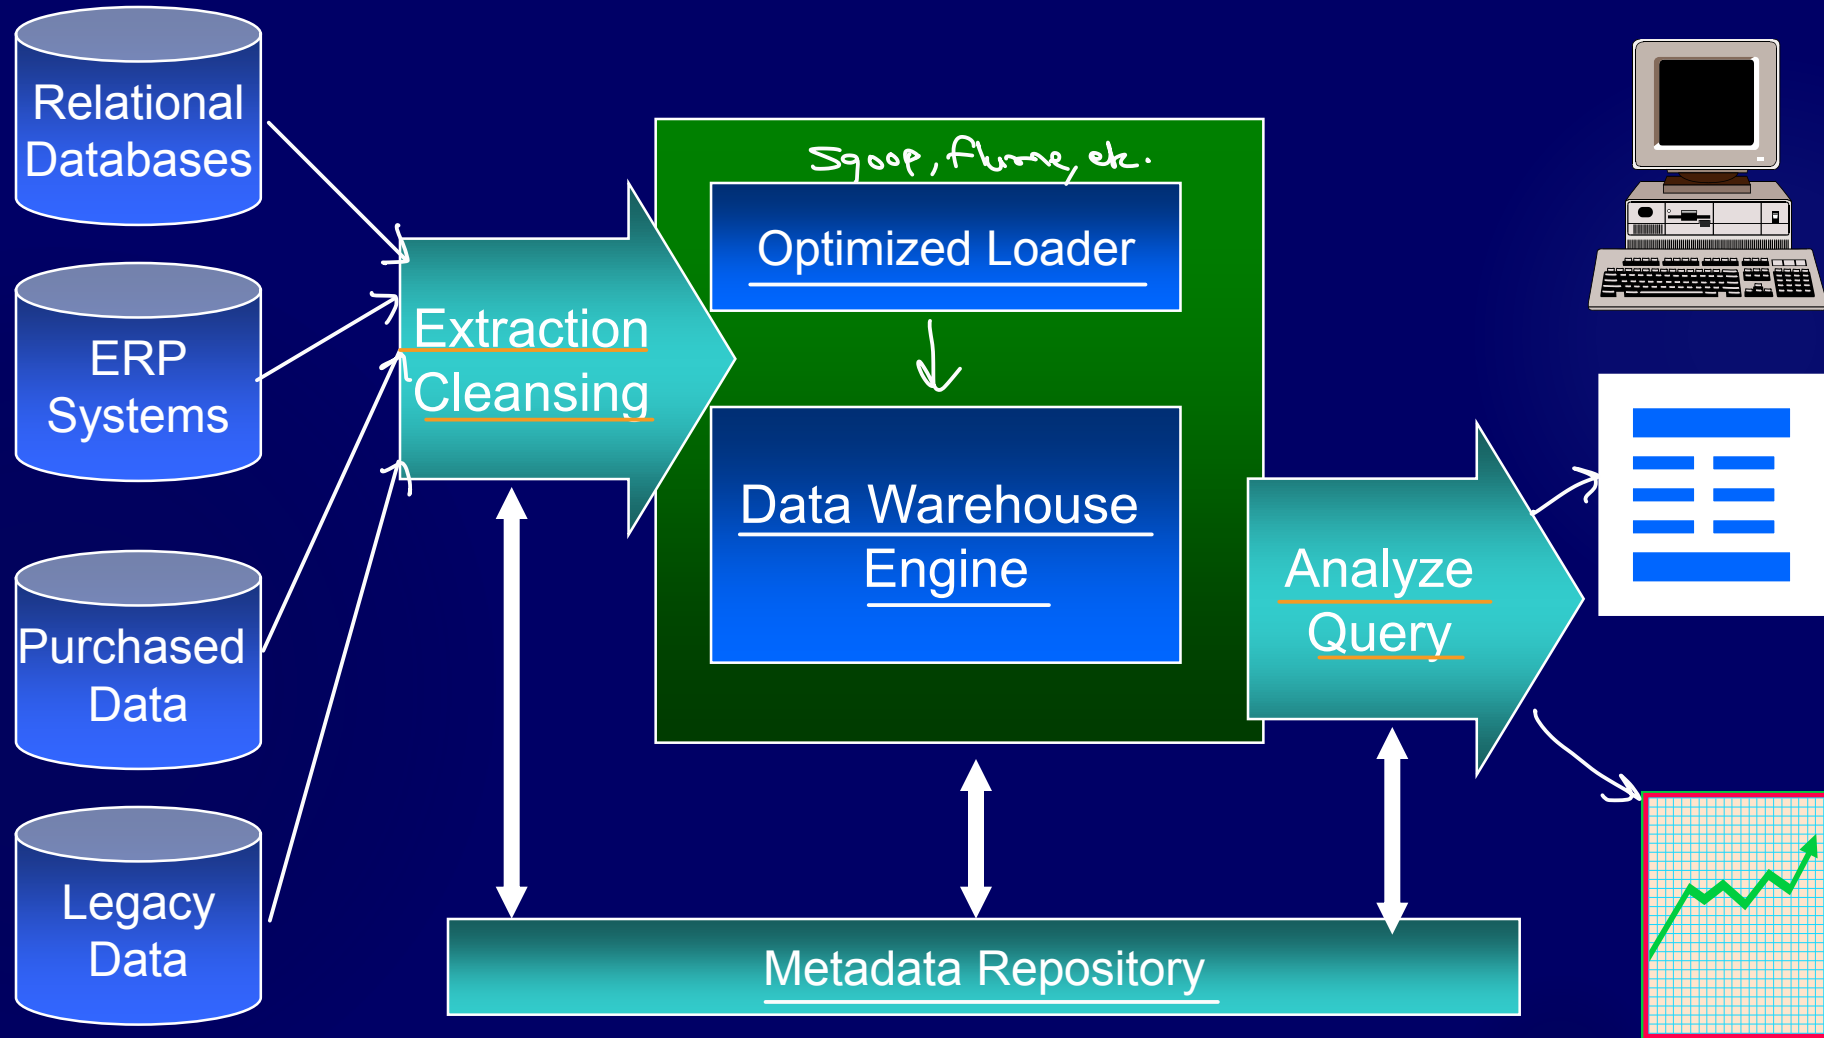 Relational
Databases
ERP
Systems
Purchased
Data
Legacy
Data
Extraction
Cleansing
Sqoop, flume, etc.
Optimized Loader
Data Warehouse
Engine
Analyze
Query
Metadata Repository